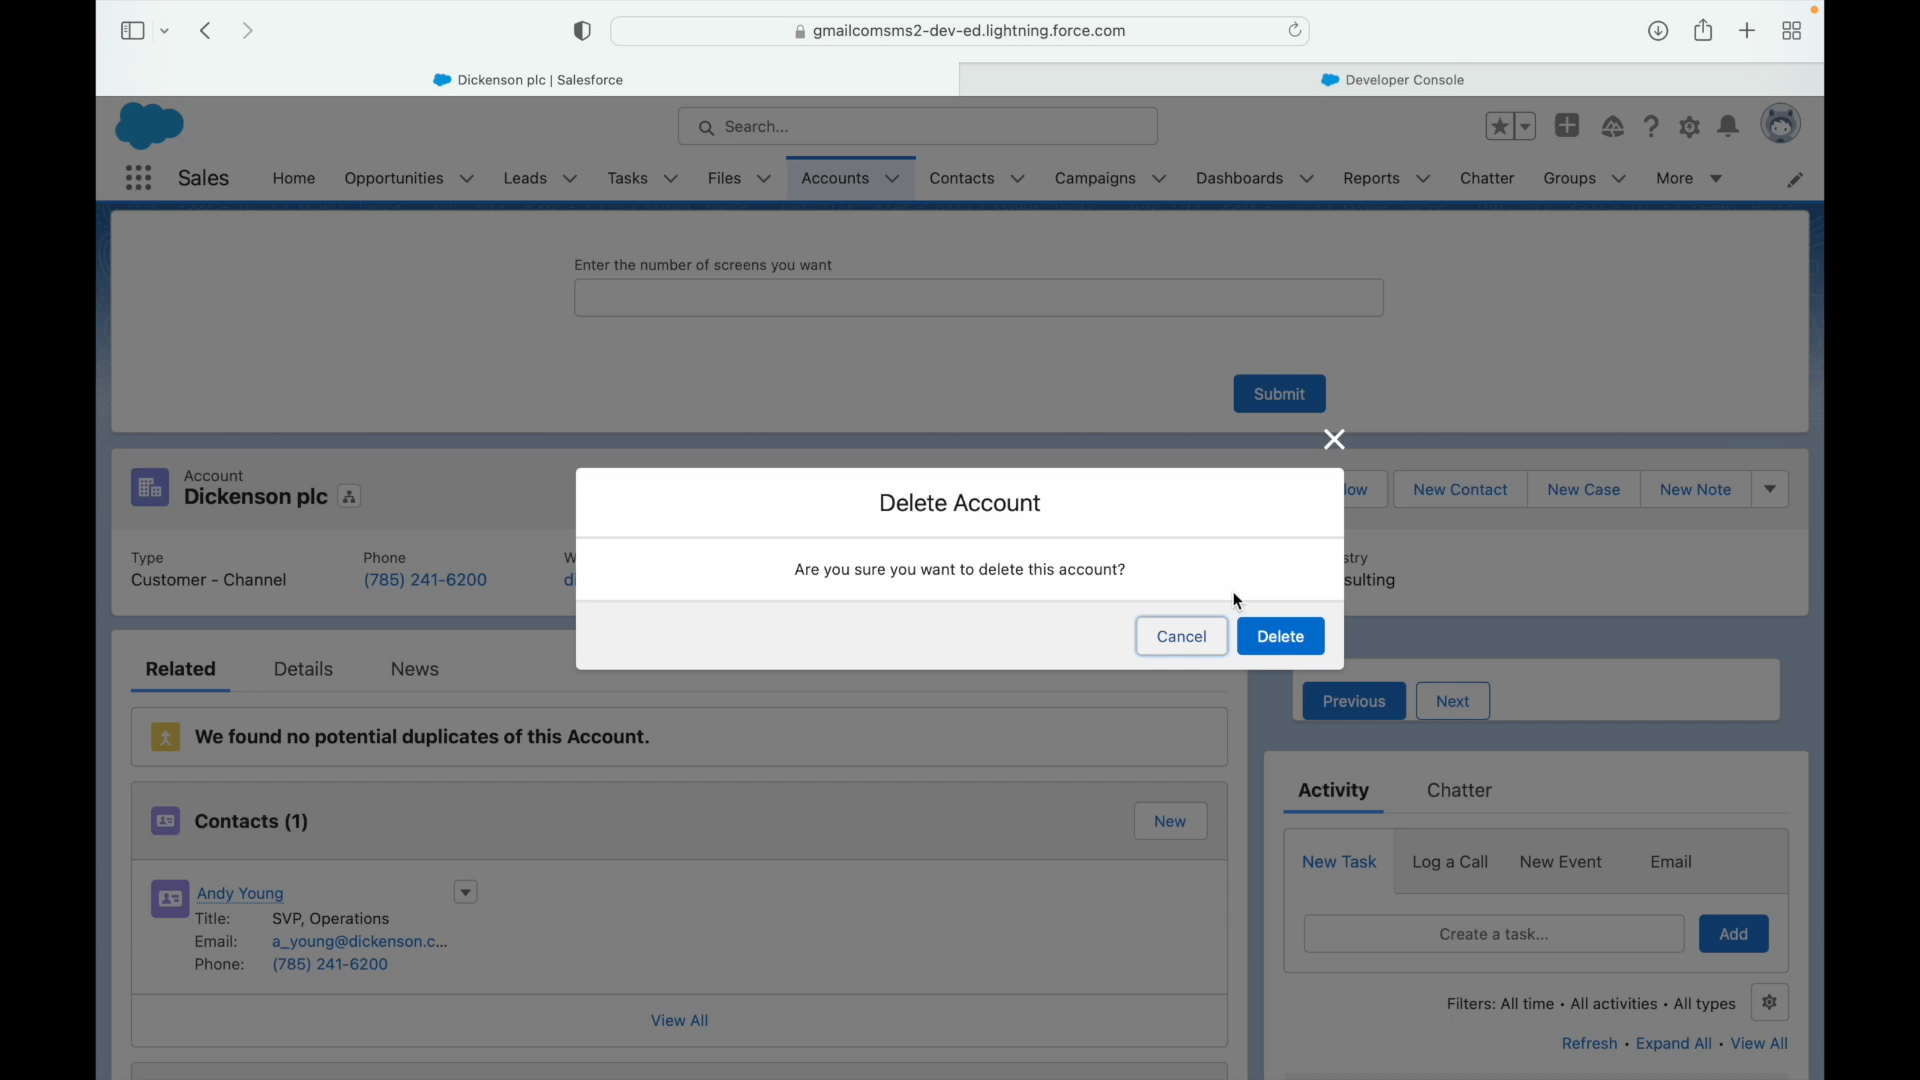 gmailcomsms2-dev-ed.lightning.force.com
Dickenson plc | Salesforce
Developer Console
Search...
Sales
Home
Opportunities
Leads
Tasks
Files
Accounts
Contacts
Campaigns
Dashboards
Reports
Chatter
Groups
More
Enter the number of screens you want
Submit
Account
Dickenson plc
New Contact
New Case
New Note
Type
Customer - Channel
Phone
(785) 241-6200
Delete Account
Are you sure you want to delete this account?
Cancel
Delete
Related
Details
News
Previous
Next
We found no potential duplicates of this Account.
Contacts (1)
New
Andy Young
Title: SVP, Operations
Email: a_young@dickenson.c...
Phone: (785) 241-6200
View All
Activity
Chatter
New Task
Log a Call
New Event
Email
Create a task...
Add
Filters: All time • All activities • All types
Refresh • Expand All • View All